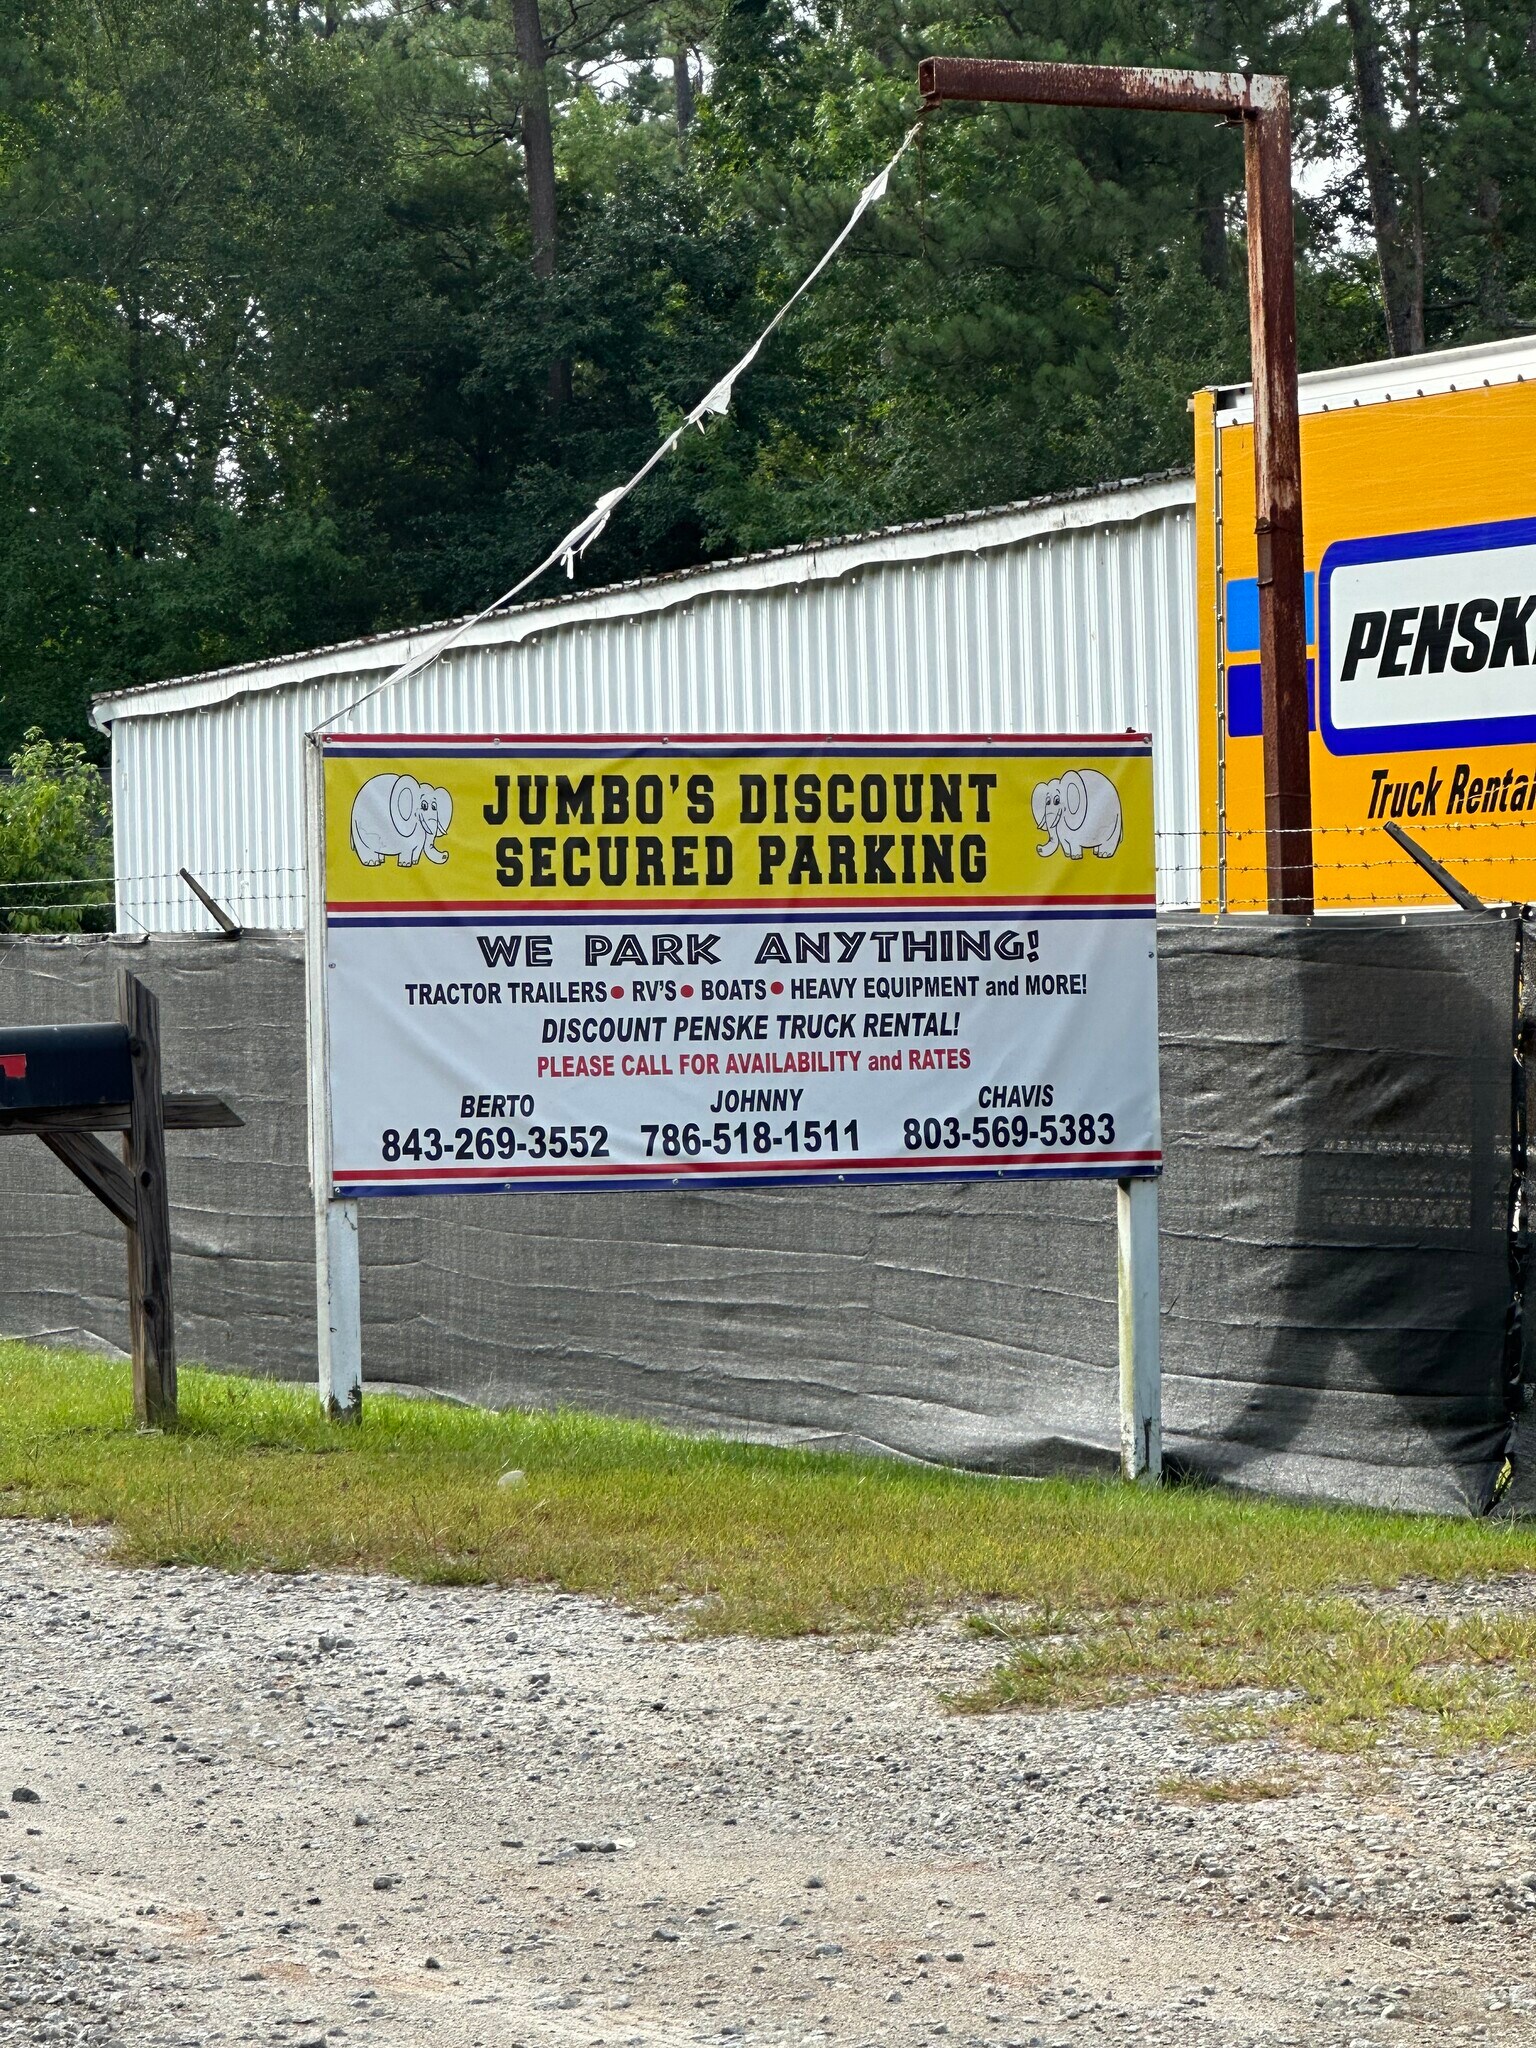 JUMBO'S DISCOUNT
SECURED PARKING
WE PARK ANYTHING!
TRACTOR TRAILERS • RV'S • BOATS • HEAVY EQUIPMENT and MORE!
DISCOUNT PENSKE TRUCK RENTAL!
PLEASE CALL FOR AVAILABILITY and RATES
BERTO JOHNNY CHAVIS
843-269-3552 786-518-1511 803-569-5383
PENSK
Truck Rental